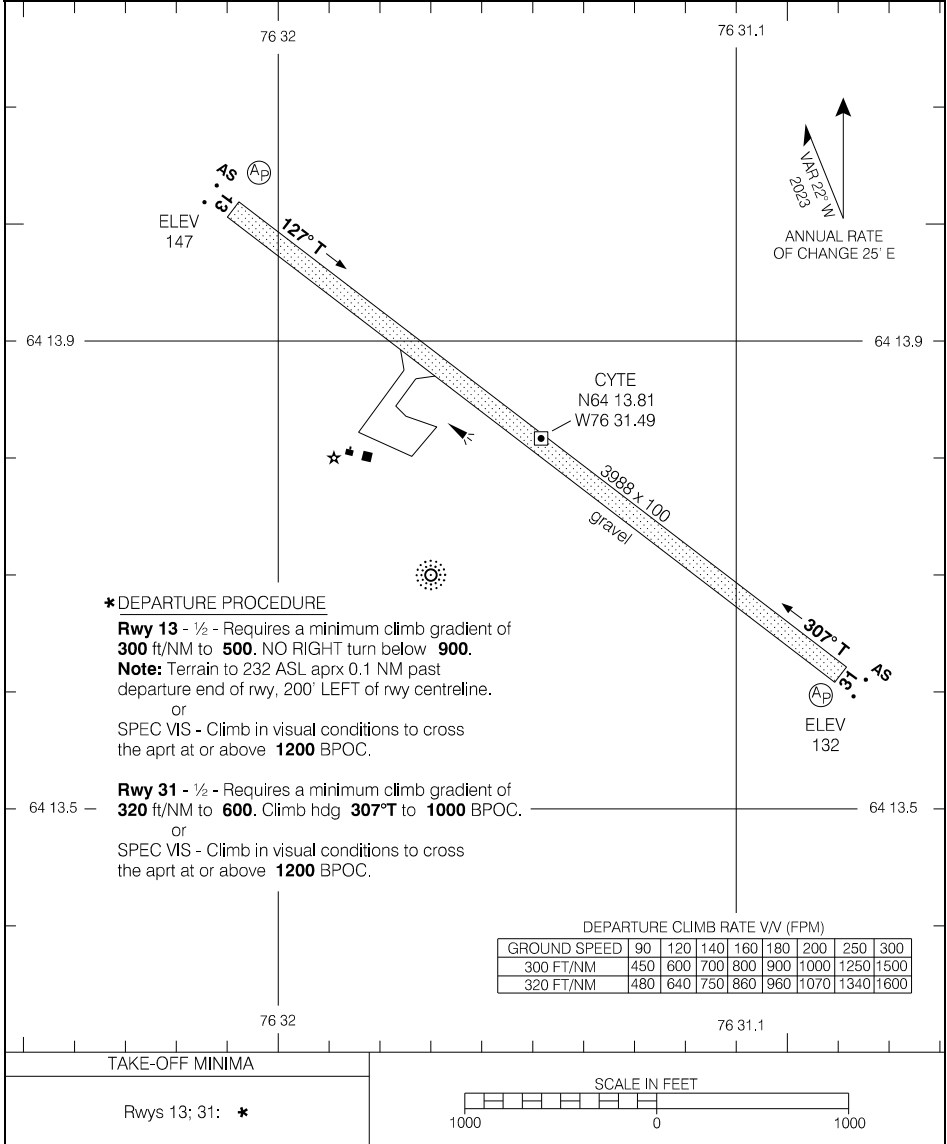 76 32
76 31.1
VAR 22° W
2023
ANNUAL RATE
OF CHANGE 25' E
AS
AP
13
ELEV
147
127° T
64 13.9
64 13.9
CYTE
N64 13.81
W76 31.49
3988 x 100
gravel
307° T
AS
31
AP
ELEV
132
* DEPARTURE PROCEDURE
Rwy 13 - ½ - Requires a minimum climb gradient of
300 ft/NM to 500. NO RIGHT turn below 900.
Note: Terrain to 232 ASL aprx 0.1 NM past
departure end of rwy, 200' LEFT of rwy centreline.
or
SPEC VIS - Climb in visual conditions to cross
the aprt at or above 1200 BPOC.
Rwy 31 - ½ - Requires a minimum climb gradient of
320 ft/NM to 600. Climb hdg 307°T to 1000 BPOC.
or
SPEC VIS - Climb in visual conditions to cross
the aprt at or above 1200 BPOC.
64 13.5
64 13.5
DEPARTURE CLIMB RATE V/V (FPM)
GROUND SPEED 90 120 140 160 180 200 250 300
300 FT/NM 450 600 700 800 900 1000 1250 1500
320 FT/NM 480 640 750 860 960 1070 1340 1600
76 32
76 31.1
TAKE-OFF MINIMA
Rwys 13; 31: *
SCALE IN FEET
1000 0 1000